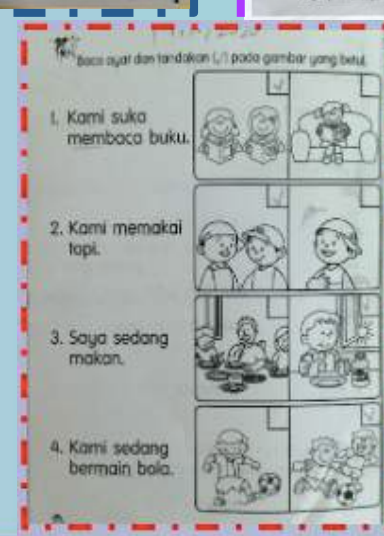 Baca ayat dan tandakan (√) pada gambar yang betul.
1. Kami suka
membaca buku.
2. Kami memakai
topi.
3. Saya sedang
makan.
4. Kami sedang
bermain bola.